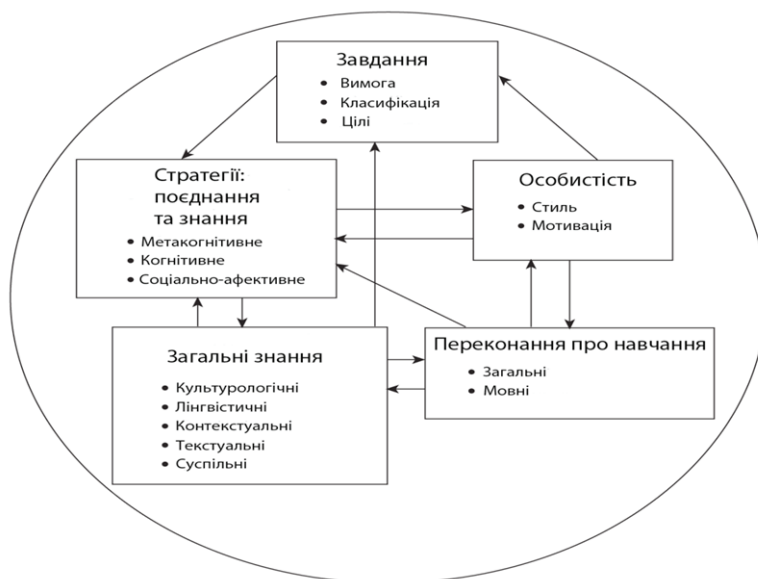 Завдання
• Вимога
• Класифікація
• Цілі
Стратегії:
поєднання
та знання
• Метакогнітивне
• Когнітивне
• Соціально-афективне
Особистість
• Стиль
• Мотивація
Загальні знання
• Культурологічні
• Лінгвістичні
• Контекстуальні
• Текстуальні
• Суспільні
Переконання про навчання
• Загальні
• Мовні